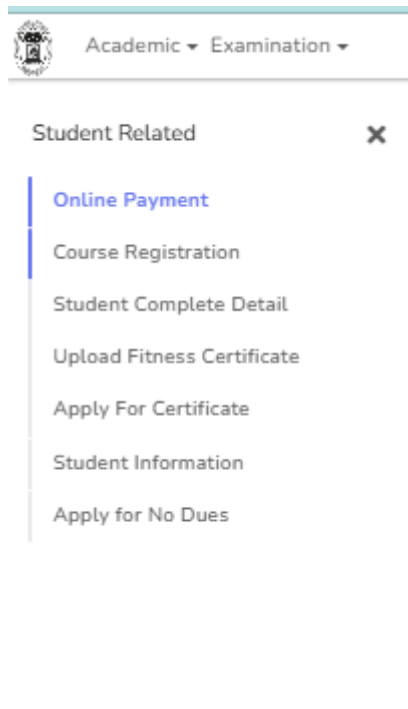 Academic Examination
Student Related
Online Payment
Course Registration
Student Complete Detail
Upload Fitness Certificate
Apply For Certificate
Student Information
Apply for No Dues